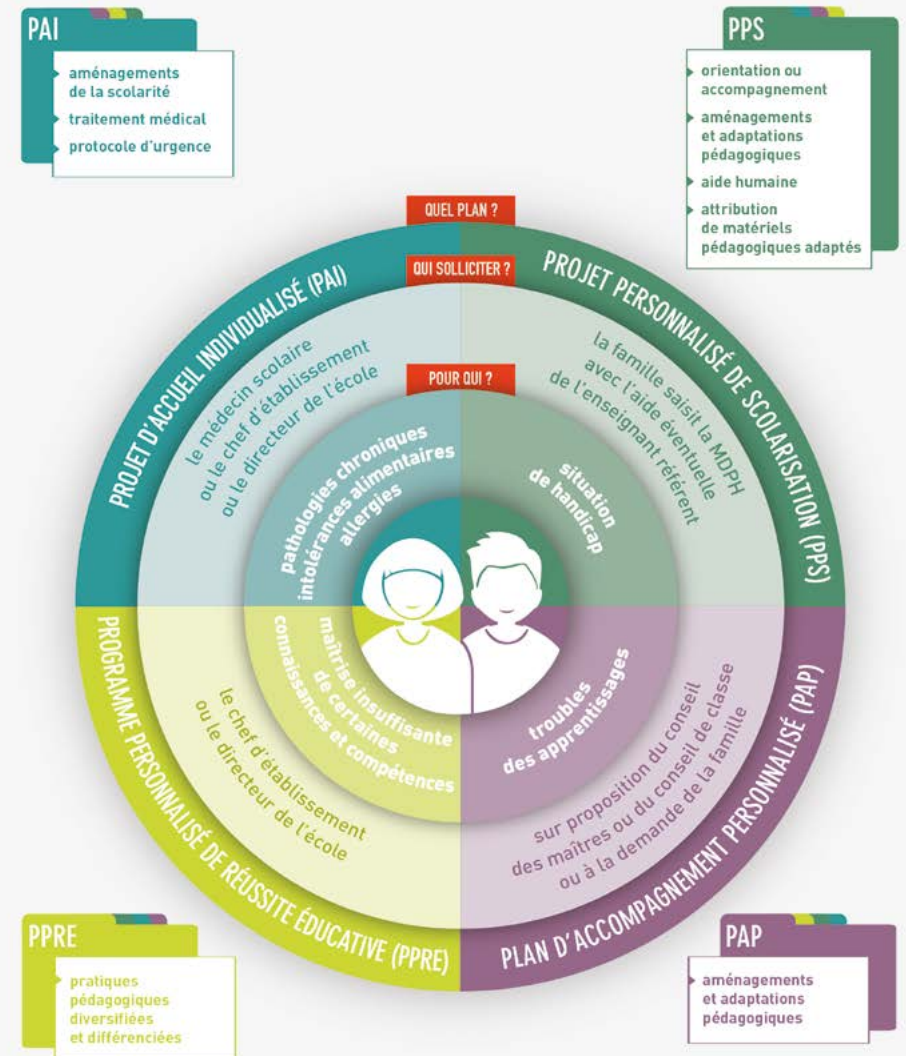 PAI
aménagements
de la scolarité
traitement médical
protocole d'urgence
PPS
orientation ou
accompagnement
aménagements
et adaptations
pédagogiques
aide humaine
attribution
de matériels
pédagogiques adaptés
QUEL PLAN ?
QUI SOLLICITER ?
POUR QUI ?
PROJET D'ACCUEIL INDIVIDUALISÉ (PAI)
le médecin scolaire
ou le chef d'établissement
ou le directeur de l'école
pathologies chroniques
intolérances alimentaires
allergies
PROJET PERSONNALISÉ DE SCOLARISATION (PPS)
la famille saisit la MDPH
avec l'aide éventuelle
de l'enseignant référent
situation
de handicap
PROGRAMME PERSONNALISÉ DE RÉUSSITE ÉDUCATIVE (PPRE)
le chef d'établissement
ou le directeur de l'école
maîtrise insuffisante
de certaines
connaissances et compétences
PLAN D'ACCOMPAGNEMENT PERSONNALISÉ (PAP)
sur proposition du conseil
des maîtres ou du conseil de classe
ou à la demande de la famille
troubles
des apprentissages
PPRE
pratiques
pédagogiques
diversifiées
et différenciées
PAP
aménagements
et adaptations
pédagogiques